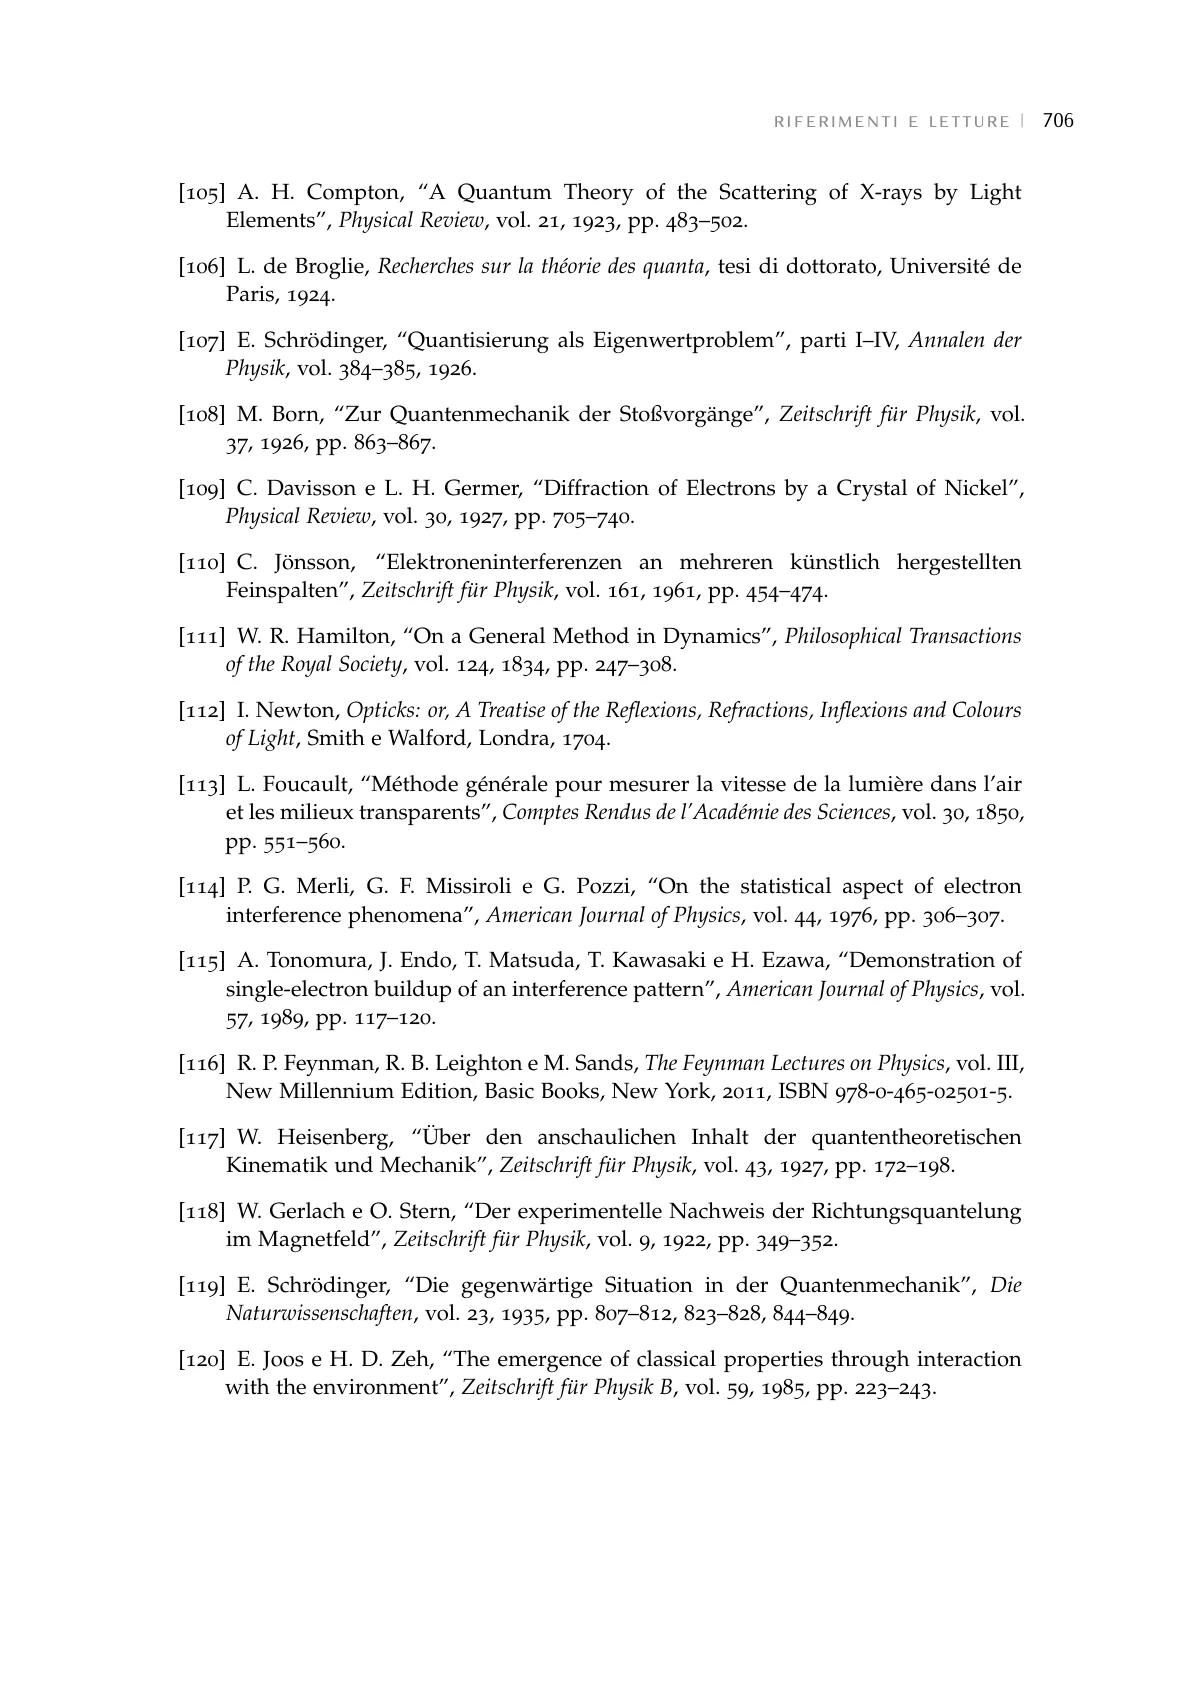 RIFERIMENTI E LETTURE | 706
[105] A. H. Compton, “A Quantum Theory of the Scattering of X-rays by Light
Elements”, Physical Review, vol. 21, 1923, pp. 483–502.
[106] L. de Broglie, Recherches sur la théorie des quanta, tesi di dottorato, Université de
Paris, 1924.
[107] E. Schrödinger, “Quantisierung als Eigenwertproblem”, parti I–IV, Annalen der
Physik, vol. 384–385, 1926.
[108] M. Born, “Zur Quantenmechanik der Stoßvorgänge”, Zeitschrift für Physik, vol.
37, 1926, pp. 863–867.
[109] C. Davisson e L. H. Germer, “Diffraction of Electrons by a Crystal of Nickel”,
Physical Review, vol. 30, 1927, pp. 705–740.
[110] C. Jönsson, “Elektroneninterferenzen an mehreren künstlich hergestellten
Feinspalten”, Zeitschrift für Physik, vol. 161, 1961, pp. 454–474.
[111] W. R. Hamilton, “On a General Method in Dynamics”, Philosophical Transactions
of the Royal Society, vol. 124, 1834, pp. 247–308.
[112] I. Newton, Opticks: or, A Treatise of the Reflexions, Refractions, Inflexions and Colours
of Light, Smith e Walford, Londra, 1704.
[113] L. Foucault, “Méthode générale pour mesurer la vitesse de la lumière dans l’air
et les milieux transparents”, Comptes Rendus de l’Académie des Sciences, vol. 30, 1850,
pp. 551–560.
[114] P. G. Merli, G. F. Missiroli e G. Pozzi, “On the statistical aspect of electron
interference phenomena”, American Journal of Physics, vol. 44, 1976, pp. 306–307.
[115] A. Tonomura, J. Endo, T. Matsuda, T. Kawasaki e H. Ezawa, “Demonstration of
single-electron buildup of an interference pattern”, American Journal of Physics, vol.
57, 1989, pp. 117–120.
[116] R. P. Feynman, R. B. Leighton e M. Sands, The Feynman Lectures on Physics, vol. III,
New Millennium Edition, Basic Books, New York, 2011, ISBN 978-0-465-02501-5.
[117] W. Heisenberg, “Über den anschaulichen Inhalt der quantentheoretischen
Kinematik und Mechanik”, Zeitschrift für Physik, vol. 43, 1927, pp. 172–198.
[118] W. Gerlach e O. Stern, “Der experimentelle Nachweis der Richtungsquantelung
im Magnetfeld”, Zeitschrift für Physik, vol. 9, 1922, pp. 349–352.
[119] E. Schrödinger, “Die gegenwärtige Situation in der Quantenmechanik”, Die
Naturwissenschaften, vol. 23, 1935, pp. 807–812, 823–828, 844–849.
[120] E. Joos e H. D. Zeh, “The emergence of classical properties through interaction
with the environment”, Zeitschrift für Physik B, vol. 59, 1985, pp. 223–243.